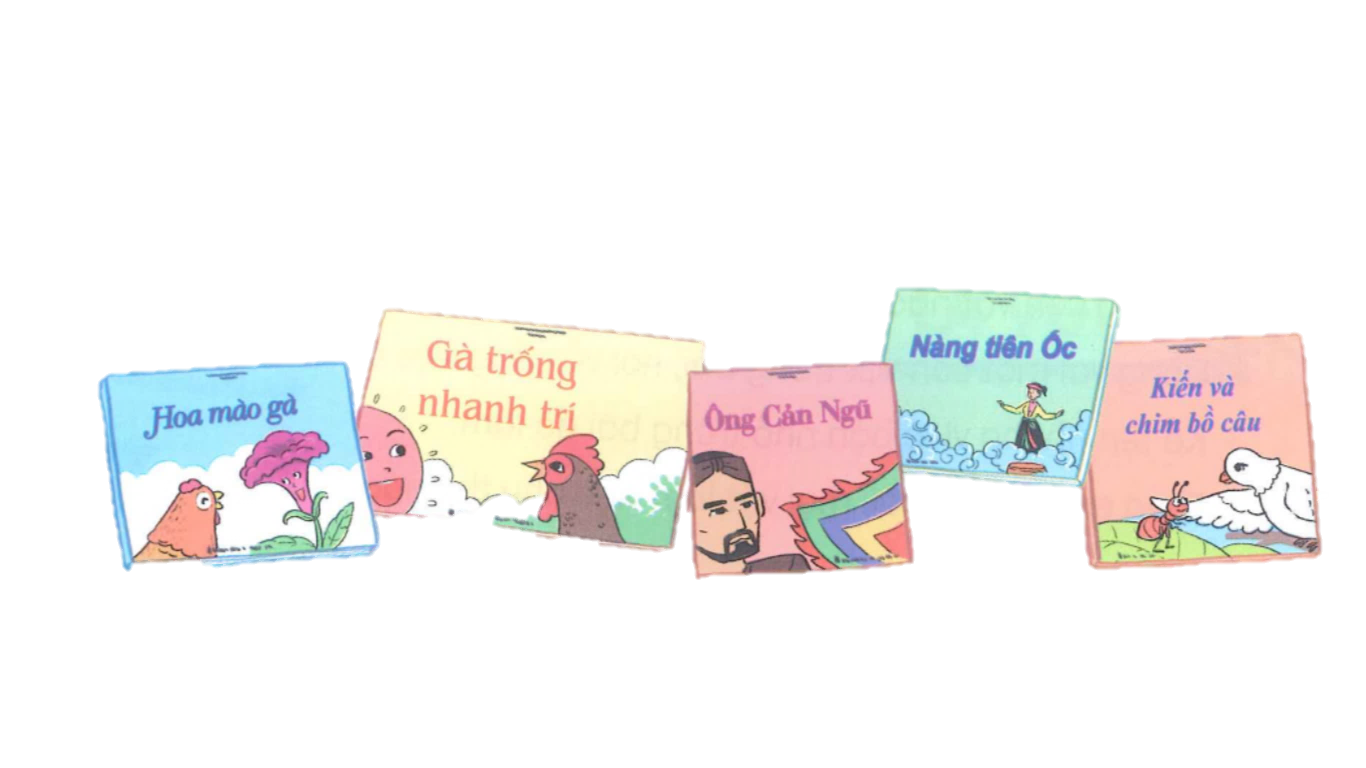 Hoa mào gà
Gà trống
nhanh trí
Ông Cản Ngũ
Nàng tiên Ốc
Kiến và
chim bồ câu